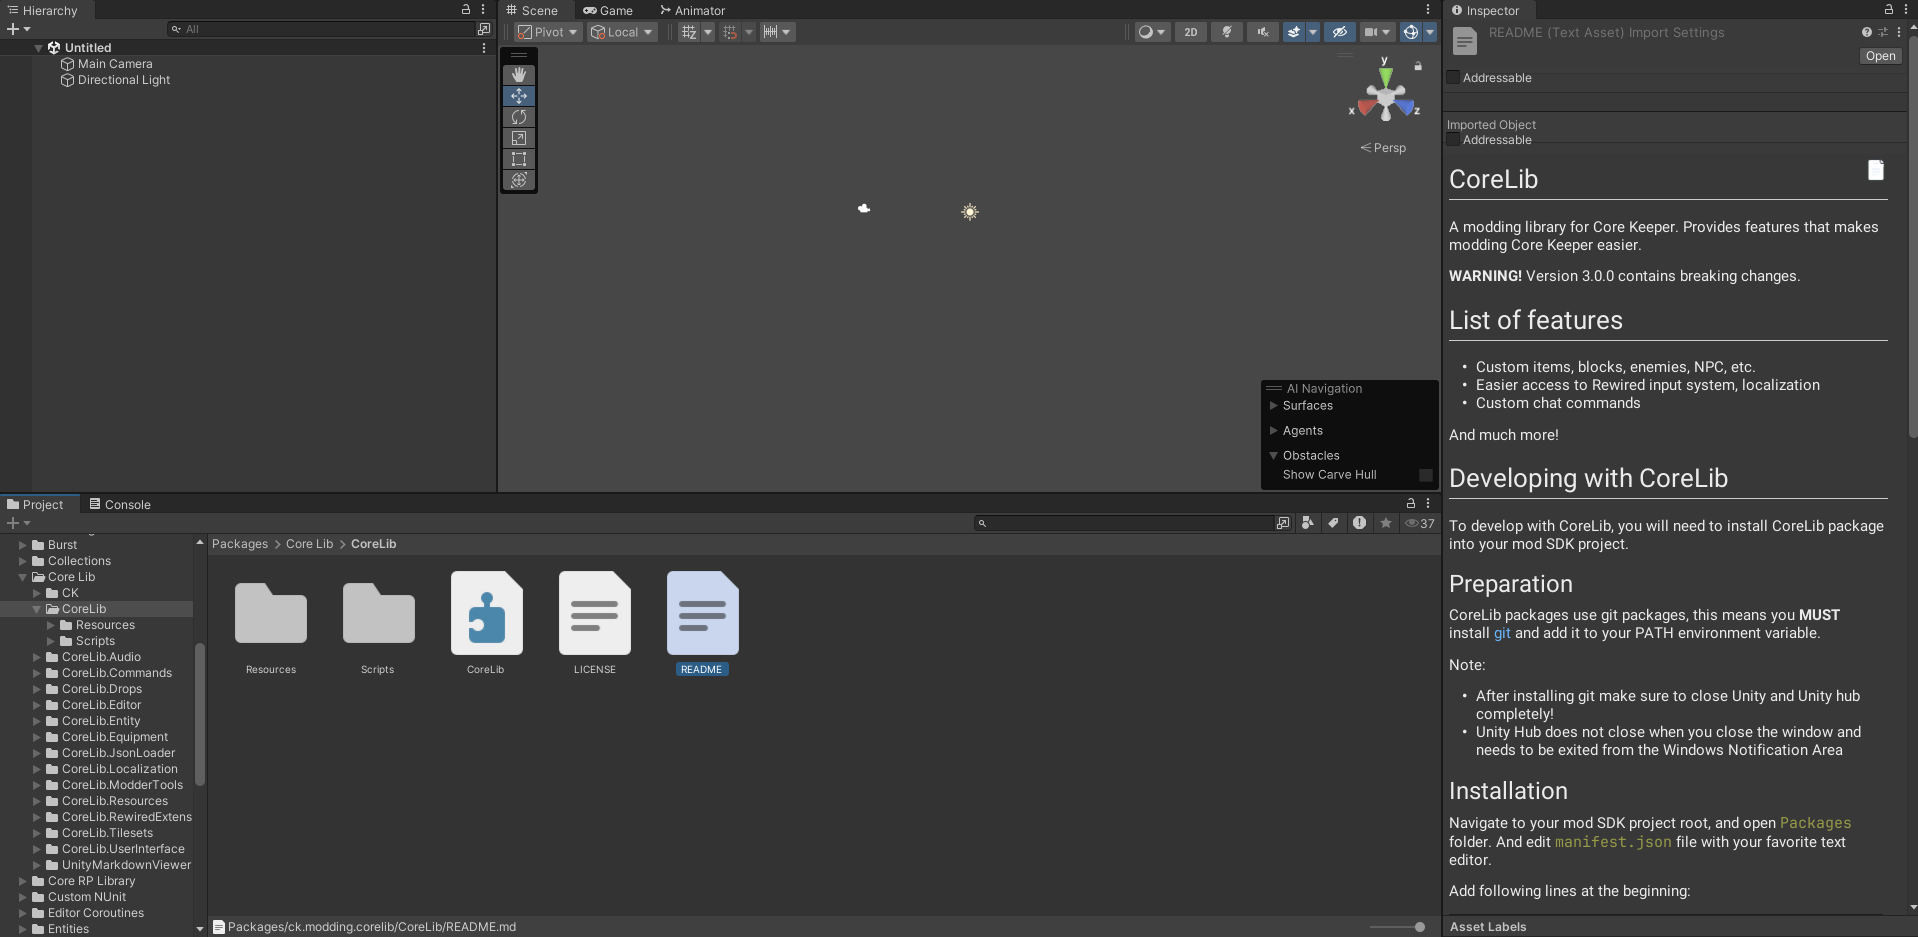 Hierarchy
All
Untitled
Main Camera
Directional Light
Scene
Game
Animator
Pivot
Local
2D
y
x
z
Persp
AI Navigation
Surfaces
Agents
Obstacles
Show Carve Hull
Project
Console
37
Burst
Collections
Core Lib
CK
CoreLib
Resources
Scripts
CoreLib.Audio
CoreLib.Commands
CoreLib.Drops
CoreLib.Editor
CoreLib.Entity
CoreLib.Equipment
CoreLib.JsonLoader
CoreLib.Localization
CoreLib.ModderTools
CoreLib.Resources
CoreLib.RewiredExtens
CoreLib.Tilesets
CoreLib.UserInterface
UnityMarkdownViewer
Core RP Library
Custom NUnit
Editor Coroutines
Entities
Packages > Core Lib > CoreLib
Resources
Scripts
CoreLib
LICENSE
README
Packages/ck.modding.corelib/CoreLib/README.md
Inspector
README (Text Asset) Import Settings
Open
Addressable
Imported Object
Addressable
CoreLib
A modding library for Core Keeper. Provides features that makes
modding Core Keeper easier.
WARNING! Version 3.0.0 contains breaking changes.
List of features
• Custom items, blocks, enemies, NPC, etc.
• Easier access to Rewired input system, localization
• Custom chat commands
And much more!
Developing with CoreLib
To develop with CoreLib, you will need to install CoreLib package
into your mod SDK project.
Preparation
CoreLib packages use git packages, this means you MUST
install git and add it to your PATH environment variable.
Note:
• After installing git make sure to close Unity and Unity hub
completely!
• Unity Hub does not close when you close the window and
needs to be exited from the Windows Notification Area
Installation
Navigate to your mod SDK project root, and open Packages
folder. And edit manifest.json file with your favorite text
editor.
Add following lines at the beginning:
Asset Labels